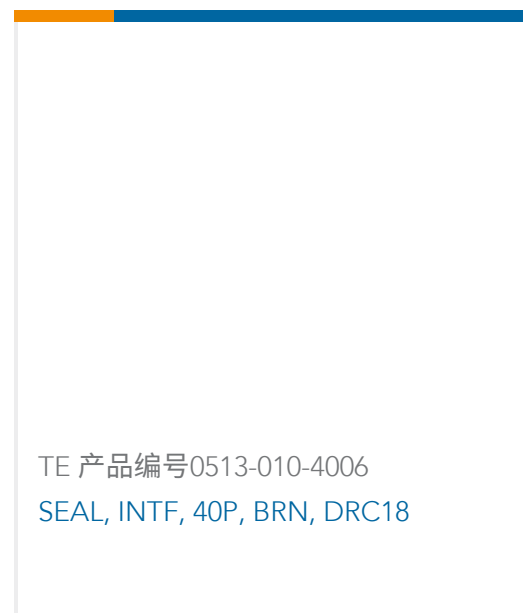 TE 产品编号0513-010-4006
SEAL, INTF, 40P, BRN, DRC18